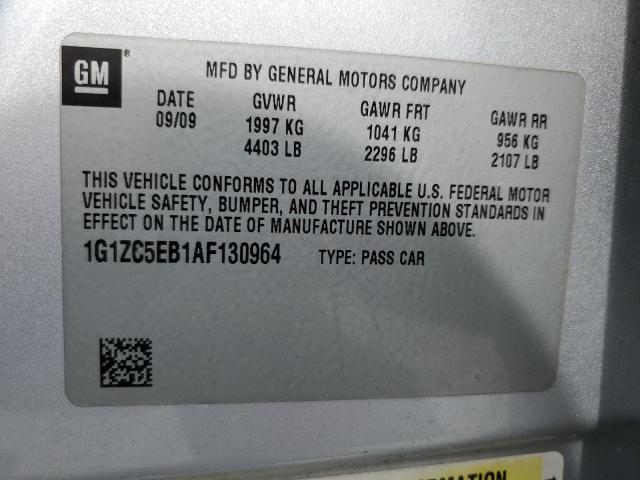 GM ®
MFD BY GENERAL MOTORS COMPANY
DATE GVWR GAWR FRT GAWR RR
09/09 1997 KG 1041 KG 956 KG
4403 LB 2296 LB 2107 LB
THIS VEHICLE CONFORMS TO ALL APPLICABLE U.S. FEDERAL MOTOR
VEHICLE SAFETY, BUMPER, AND THEFT PREVENTION STANDARDS IN
EFFECT ON THE DATE OF MANUFACTURE SHOWN ABOVE.
1G1ZC5EB1AF130964 TYPE: PASS CAR